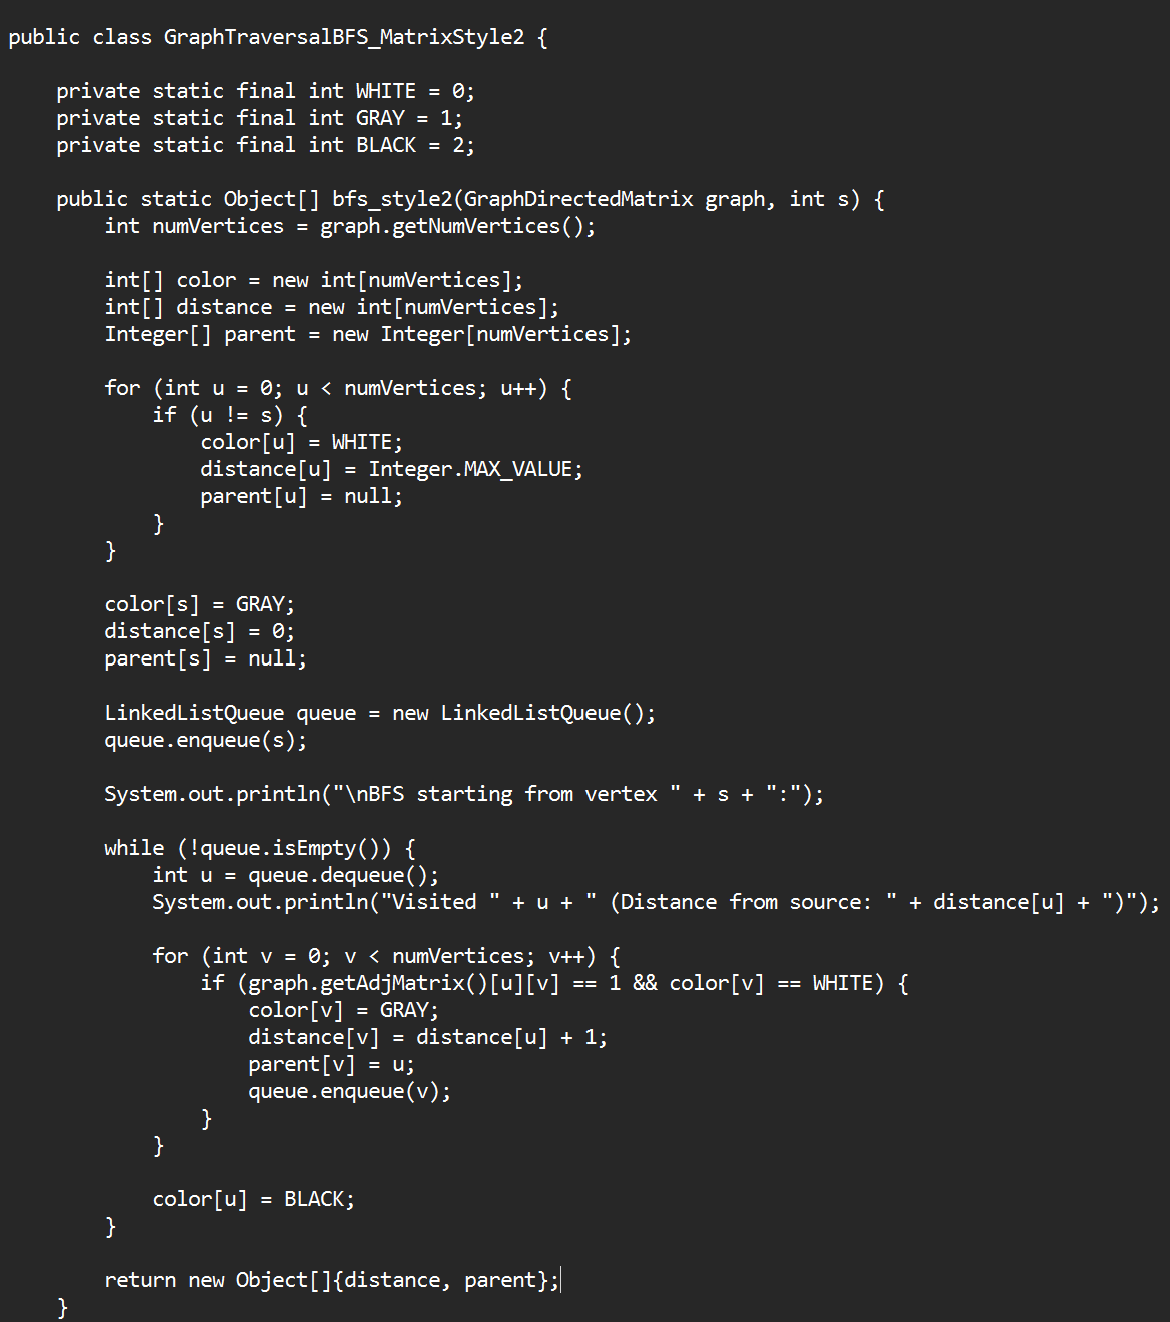 public class GraphTraversalBFS_MatrixStyle2 {
    private static final int WHITE = 0;
    private static final int GRAY = 1;
    private static final int BLACK = 2;
    public static Object[] bfs_style2(GraphDirectedMatrix graph, int s) {
        int numVertices = graph.getNumVertices();
        int[] color = new int[numVertices];
        int[] distance = new int[numVertices];
        Integer[] parent = new Integer[numVertices];
        for (int u = 0; u < numVertices; u++) {
            if (u != s) {
                color[u] = WHITE;
                distance[u] = Integer.MAX_VALUE;
                parent[u] = null;
            }
        }
        color[s] = GRAY;
        distance[s] = 0;
        parent[s] = null;
        LinkedListQueue queue = new LinkedListQueue();
        queue.enqueue(s);
        System.out.println("\nBFS starting from vertex " + s + ":");
        while (!queue.isEmpty()) {
            int u = queue.dequeue();
            System.out.println("Visited " + u + " (Distance from source: " + distance[u] + ")");
            for (int v = 0; v < numVertices; v++) {
                if (graph.getAdjMatrix()[u][v] == 1 && color[v] == WHITE) {
                    color[v] = GRAY;
                    distance[v] = distance[u] + 1;
                    parent[v] = u;
                    queue.enqueue(v);
                }
            }
            color[u] = BLACK;
        }
        return new Object[]{distance, parent};
    }